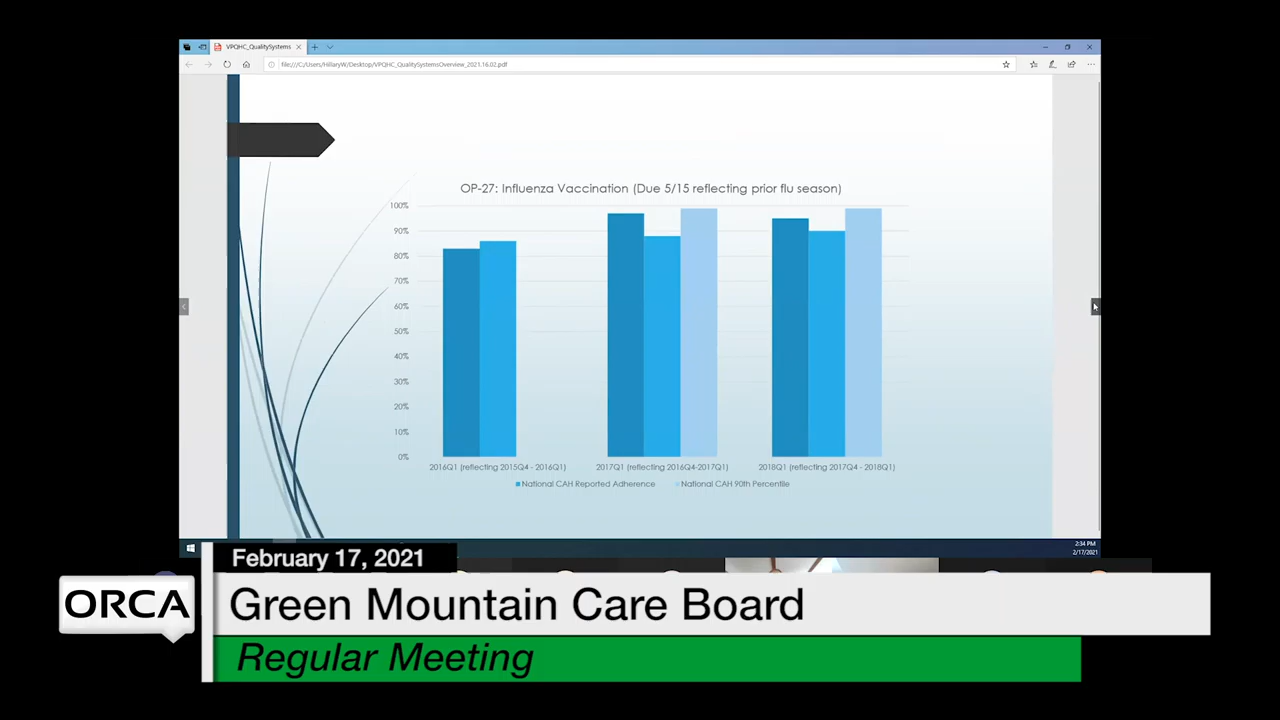 VPQHC_QualitySystems
file:///C:/Users/HillaryW/Desktop/VPQHC_QualitySystemsOverview_2021.16.02.pdf
OP-27: Influenza Vaccination (Due 5/15 reflecting prior flu season)
100%
90%
80%
70%
60%
50%
40%
30%
20%
10%
0%
2016Q1 (reflecting 2015Q4 - 2016Q1) 2017Q1 (reflecting 2016Q4-2017Q1) 2018Q1 (reflecting 2017Q4 - 2018Q1)
National CAH Reported Adherence National CAH 90th Percentile
2:34 PM
2/17/2021
February 17, 2021
ORCA
Green Mountain Care Board
Regular Meeting